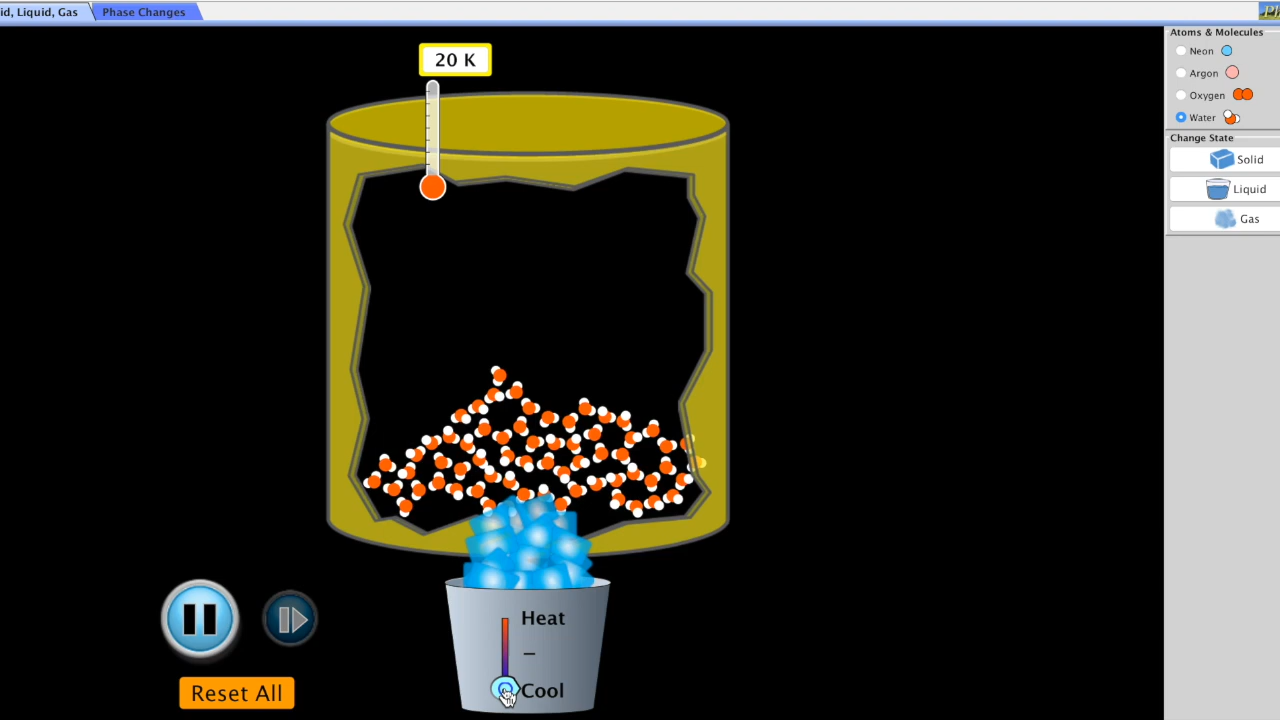 id, Liquid, Gas
Phase Changes
20 K
Atoms & Molecules
Neon
Argon
Oxygen
Water
Change State
Solid
Liquid
Gas
Heat
Cool
Reset All